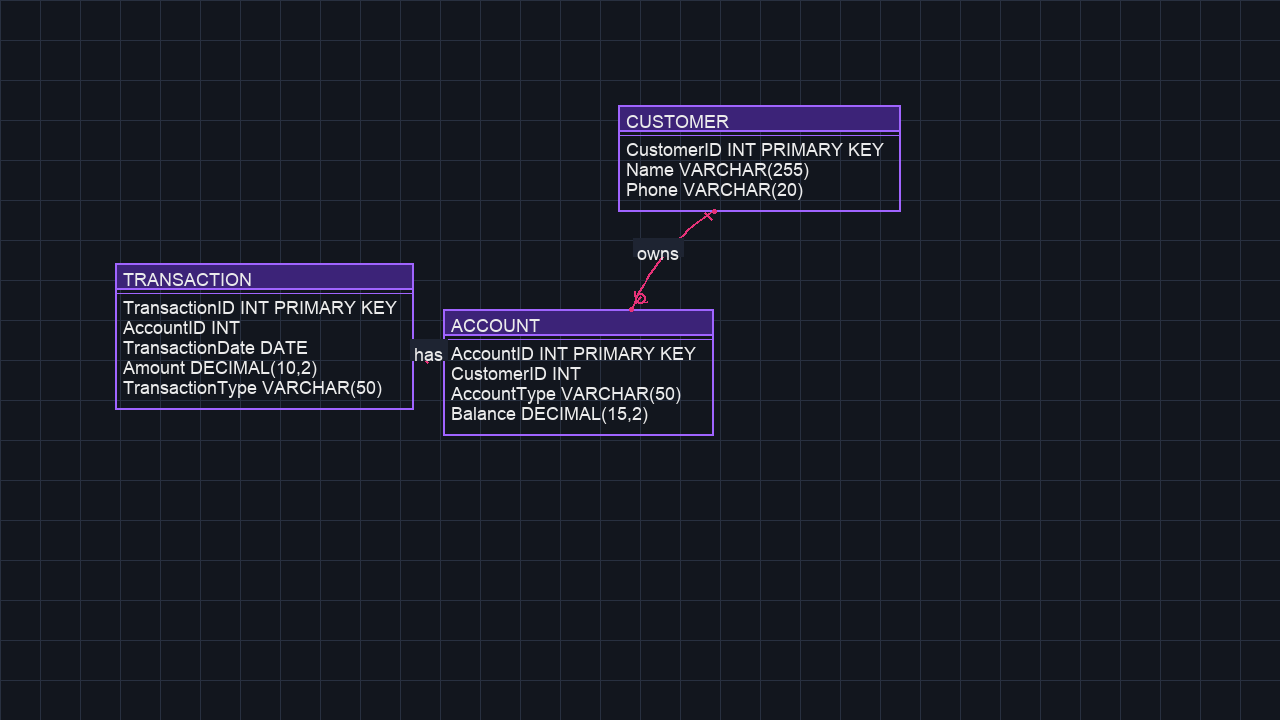 CUSTOMER
CustomerID INT PRIMARY KEY
Name VARCHAR(255)
Phone VARCHAR(20)
owns
TRANSACTION
TransactionID INT PRIMARY KEY
AccountID INT
TransactionDate DATE
Amount DECIMAL(10,2)
TransactionType VARCHAR(50)
has
ACCOUNT
AccountID INT PRIMARY KEY
CustomerID INT
AccountType VARCHAR(50)
Balance DECIMAL(15,2)